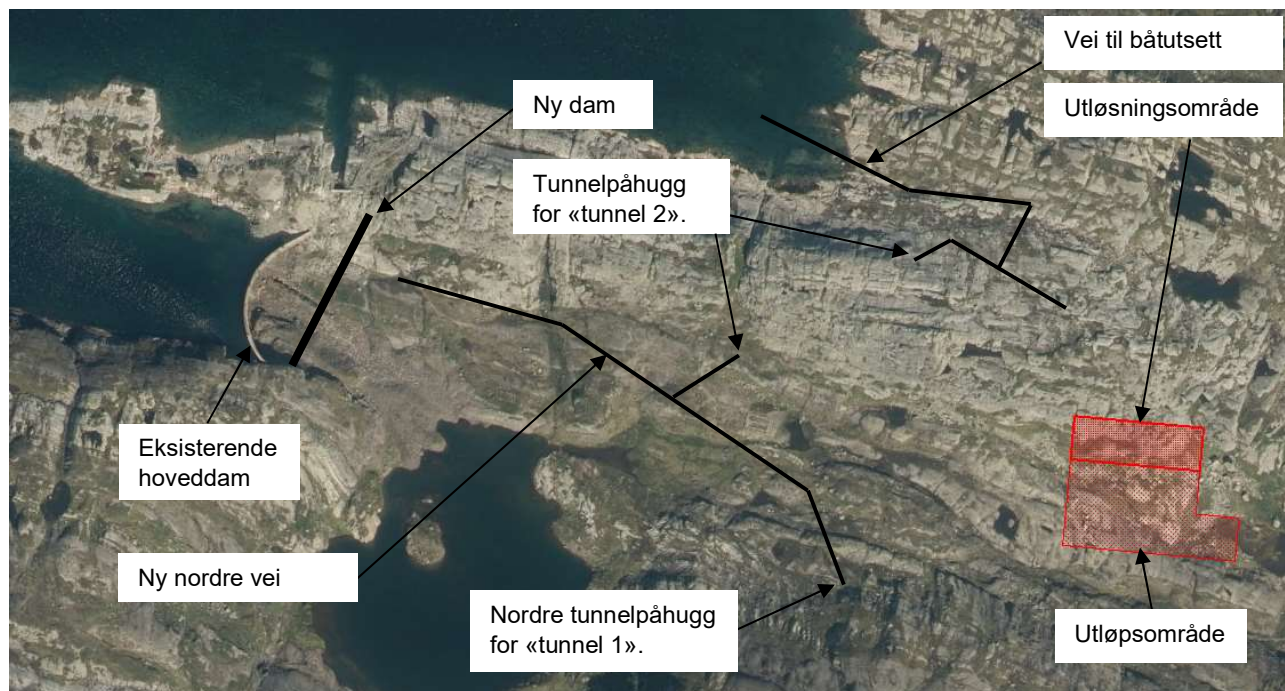 Vei til båtutsett
Ny dam
Utløsningsområde
Tunnelpåhugg
for «tunnel 2».
Eksisterende
hoveddam
Ny nordre vei
Nordre tunnelpåhugg
for «tunnel 1».
Utløpsområde